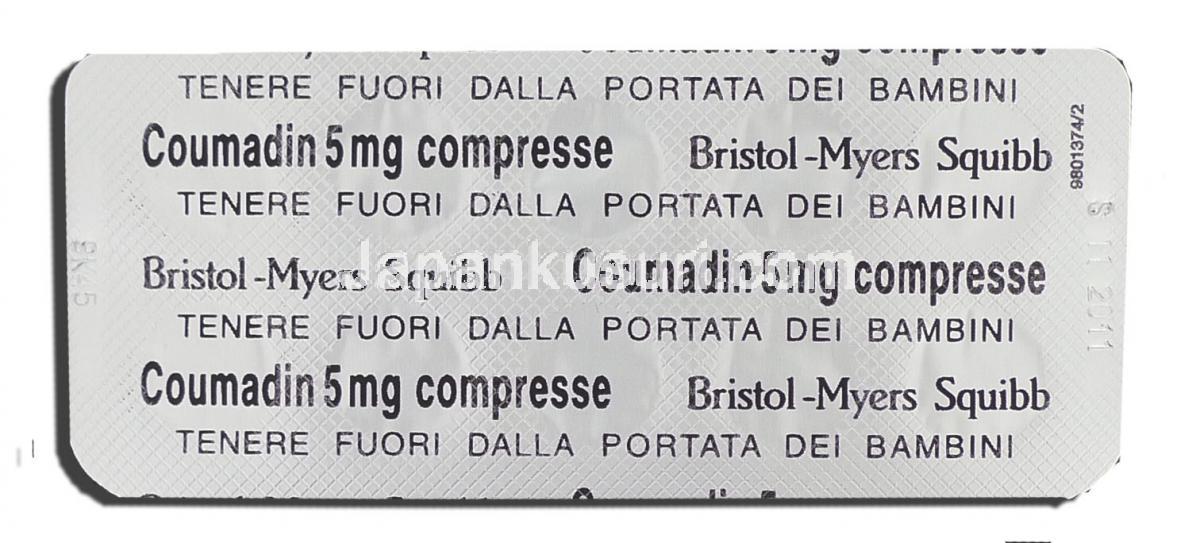 TENERE FUORI DALLA PORTATA DEI BAMBINI
Coumadin 5 mg compresse Bristol-Myers Squibb
9801374/2
TENERE FUORI DALLA PORTATA DEI BAMBINI
Bristol-Myers Squibb Coumadin 5 mg compresse
11 2011
TENERE FUORI DALLA PORTATA DEI BAMBINI
Coumadin 5 mg compresse Bristol-Myers Squibb
TENERE FUORI DALLA PORTATA DEI BAMBINI